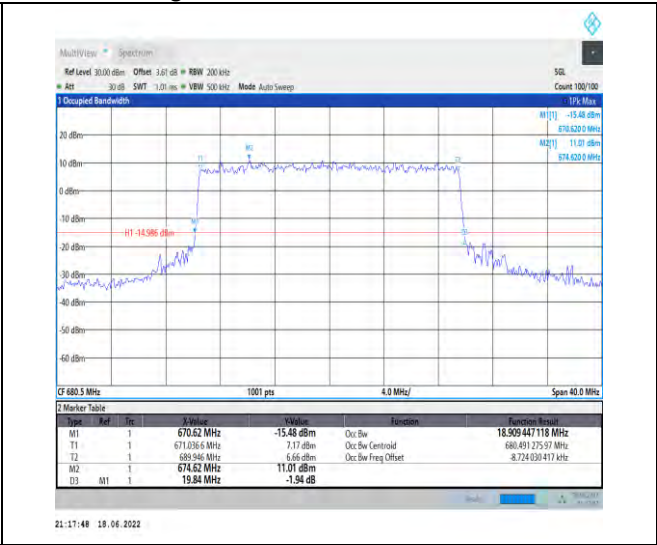 MultiView Spectrum
Ref Level 30.00 dBm Offset 3.61 dB RBW 200 kHz SGL
Att 30 dB SWT 1.01 ms VBW 500 kHz Mode Auto Sweep Count 100/100
1 Occupied Bandwidth 1Pk Max
M1[1] -15.48 dBm
670.620 0 MHz
M2[1] 11.01 dBm
674.620 0 MHz
20 dBm
M2
T1
10 dBm
0 dBm
-10 dBm
M1
H1 -14.986 dBm
-20 dBm
-30 dBm
-40 dBm
-50 dBm
-60 dBm
CF 680.5 MHz 1001 pts 4.0 MHz/ Span 40.0 MHz
2 Marker Table
Type Ref Trc X-Value Y-Value Function Function Result
M1 1 670.62 MHz -15.48 dBm Occ Bw 18.909 447 118 MHz
T1 1 671.036 6 MHz 7.17 dBm Occ Bw Centroid 680.491 275 97 MHz
T2 1 689.946 MHz 6.66 dBm Occ Bw Freq Offset -8.724 030 417 kHz
M2 1 674.62 MHz 11.01 dBm
D3 M1 1 19.84 MHz -1.94 dB
21:17:48 18.06.2022